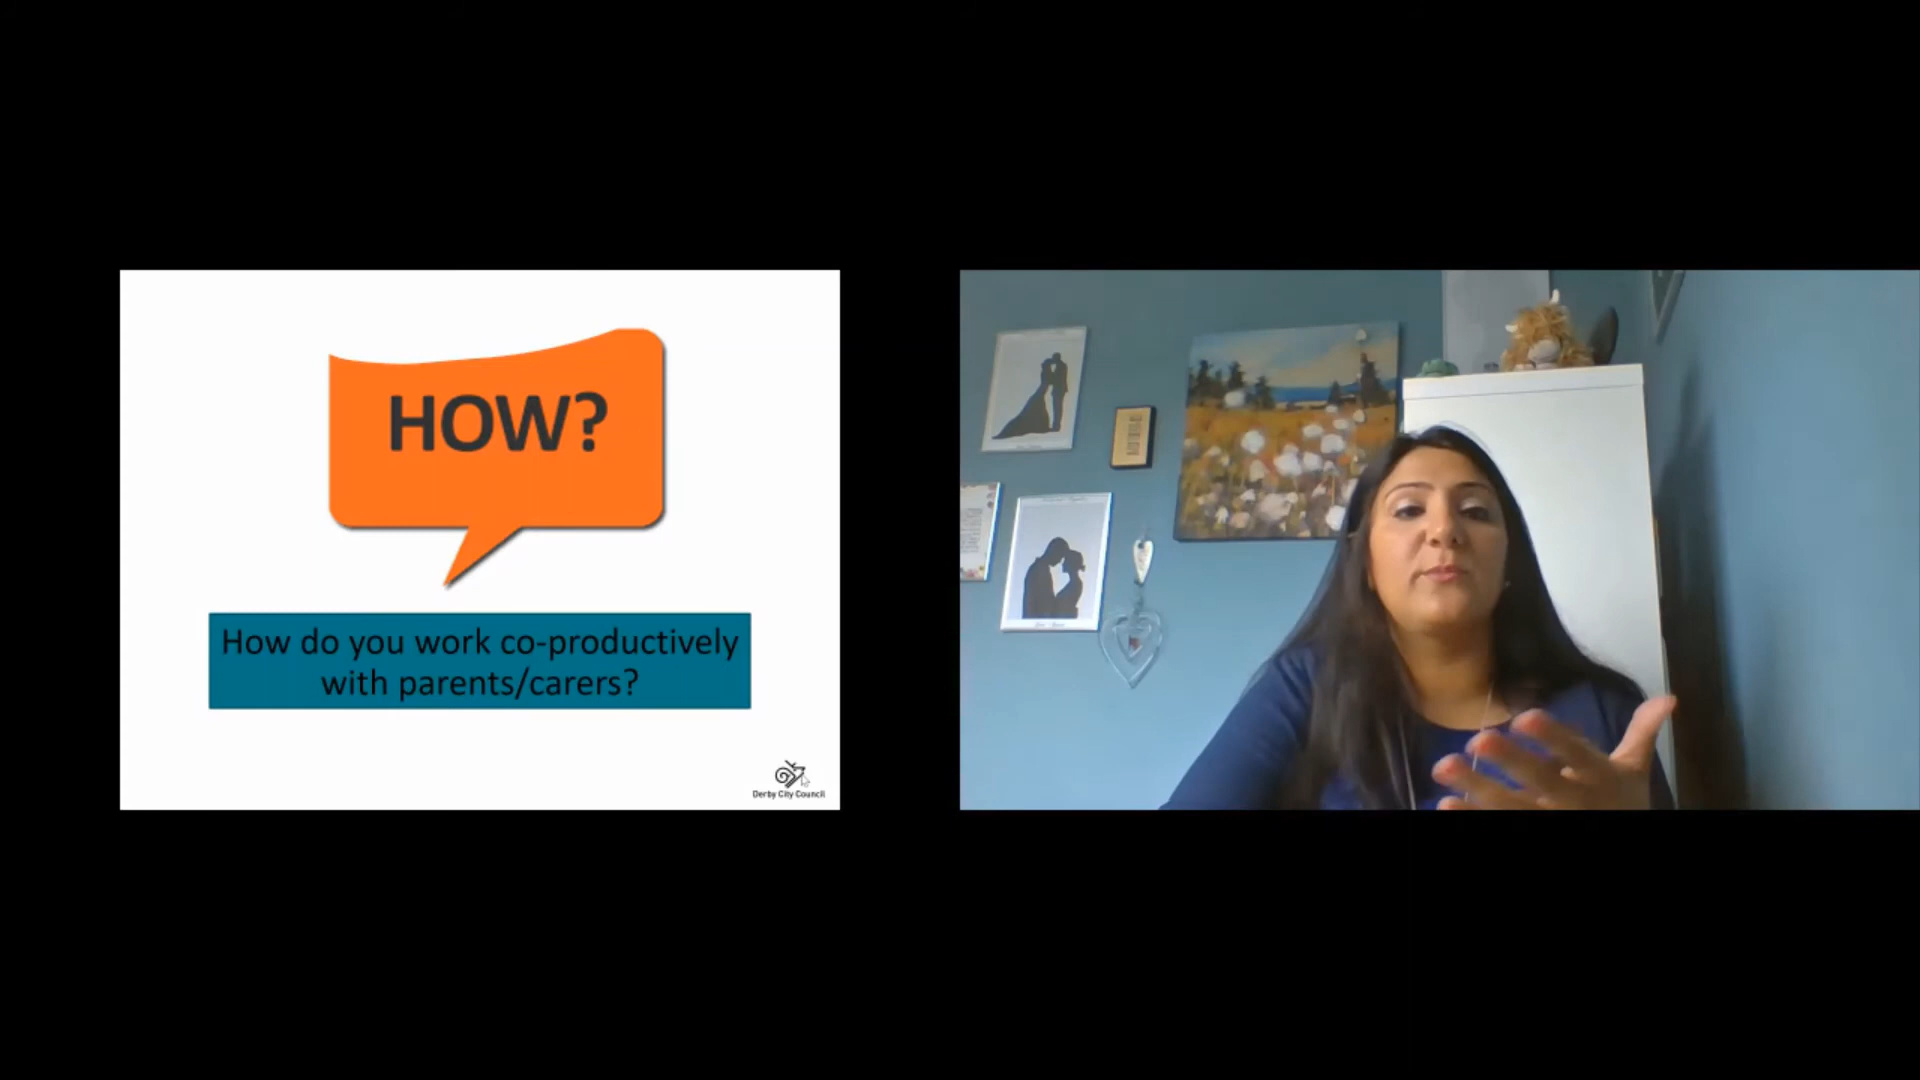 HOW?
How do you work co-productively
with parents/carers?
Derby City Council